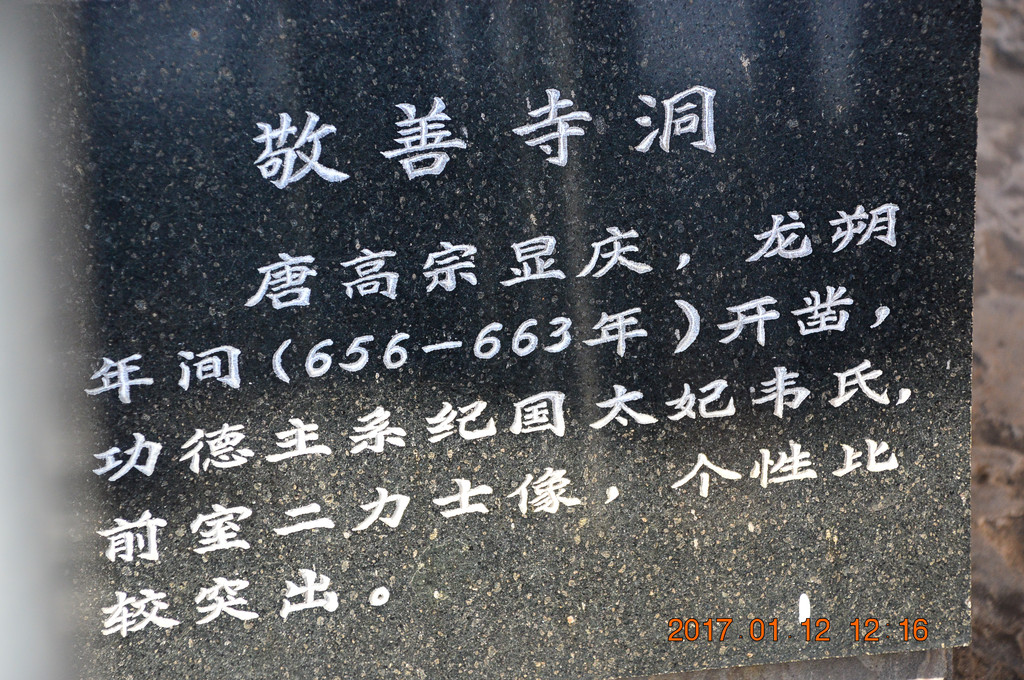 敬善寺洞
唐高宗显庆，龙朔
年间(656-663年)开凿，
功德主系纪国太妃韦氏，
前室二力士像，个性比
较突出。
2017 01 12 12 16